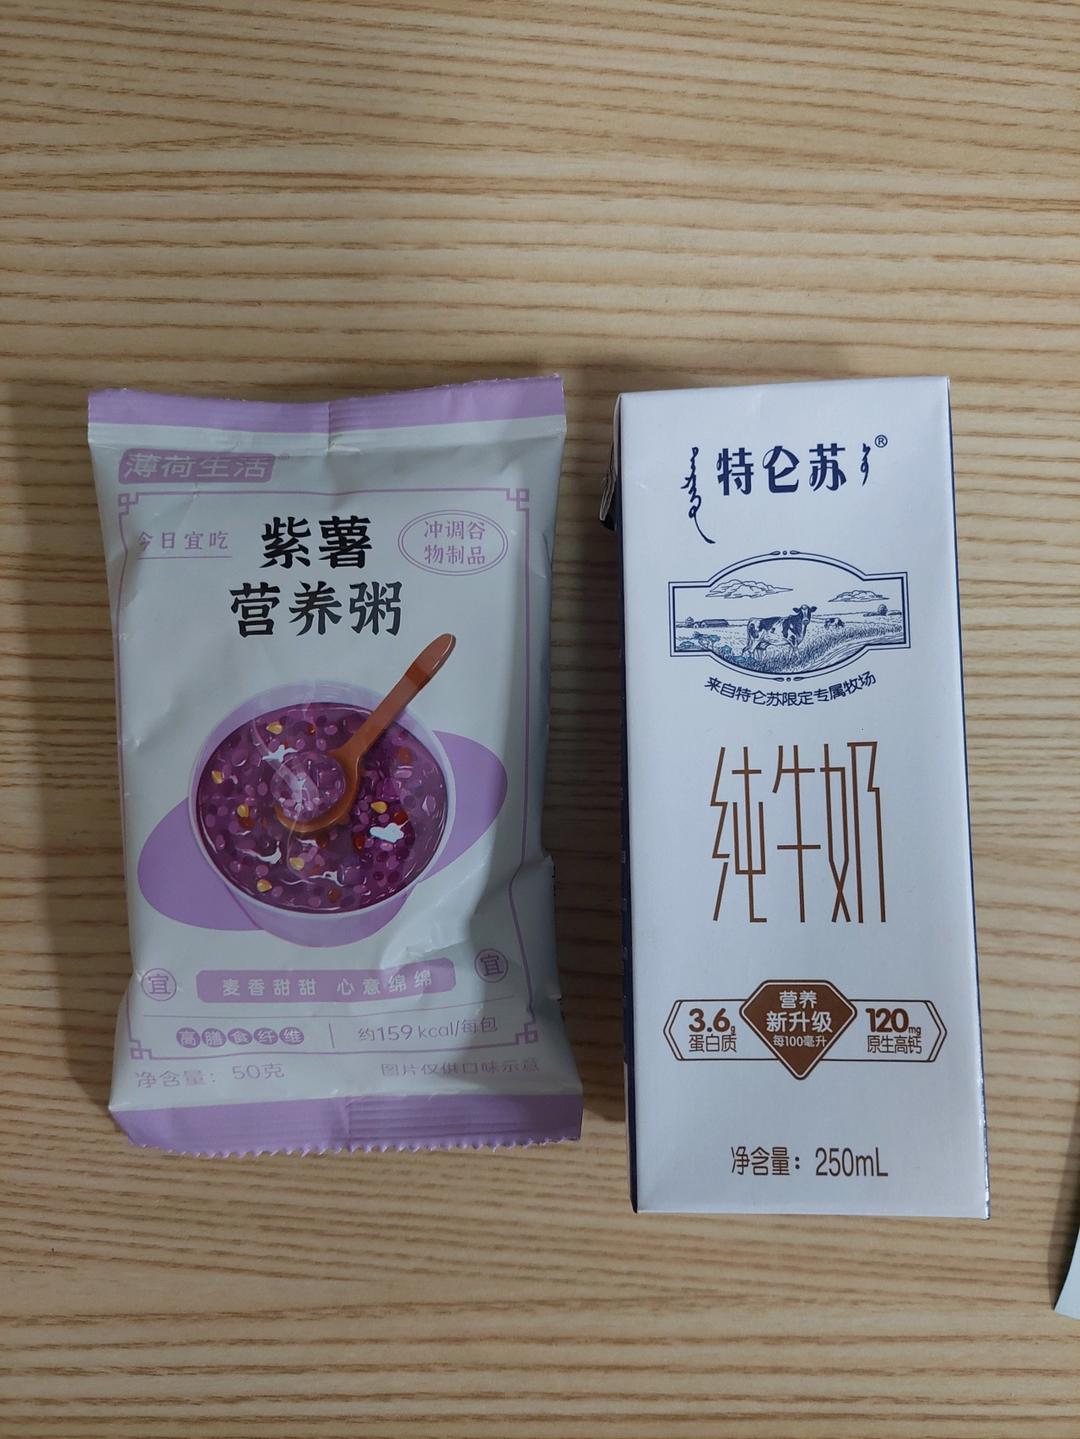 薄荷生活
今日宜吃
紫薯
营养粥
冲调谷
物制品
宜
麦香甜甜 心意绵绵
宜
高膳食纤维
约159kcal/每包
净含量：50克
图片仅供口味示意
特仑苏®
来自特仑苏限定专属牧场
纯牛奶
3.6g
蛋白质
营养
新升级
每100毫升
120mg
原生高钙
净含量：250mL